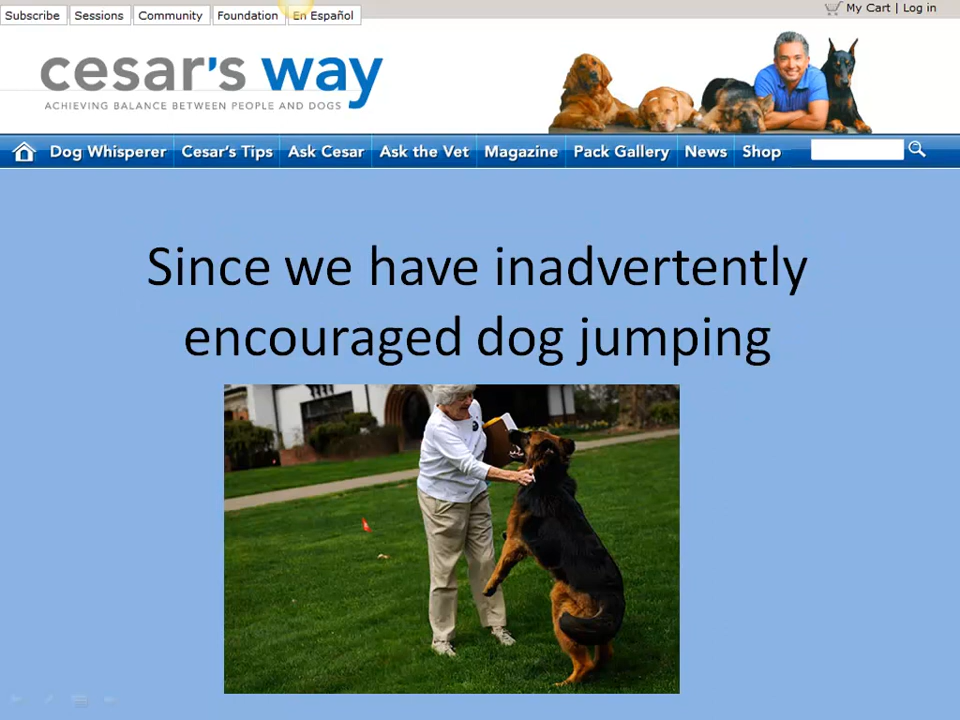 Subscribe Sessions Community Foundation En Español My Cart | Log in
cesar's way
ACHIEVING BALANCE BETWEEN PEOPLE AND DOGS
Dog Whisperer Cesar's Tips Ask Cesar Ask the Vet Magazine Pack Gallery News Shop
Since we have inadvertently
encouraged dog jumping